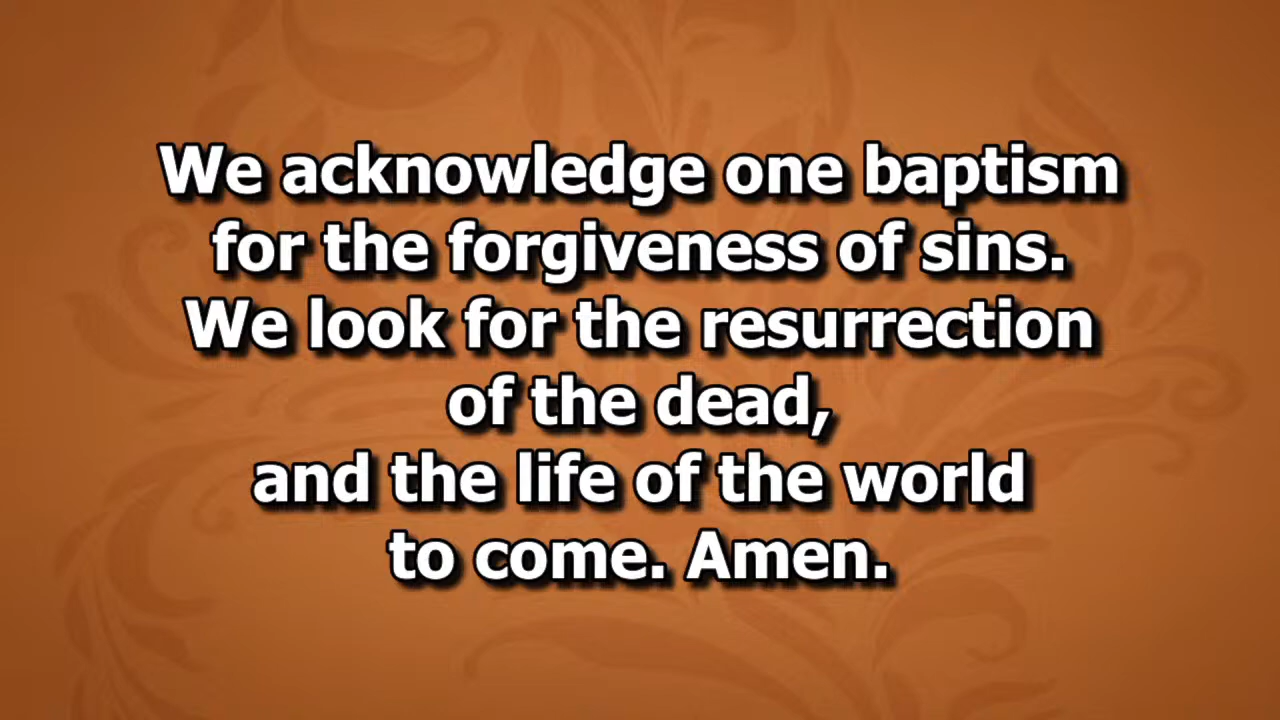 We acknowledge one baptism
for the forgiveness of sins.
We look for the resurrection
of the dead,
and the life of the world
to come. Amen.